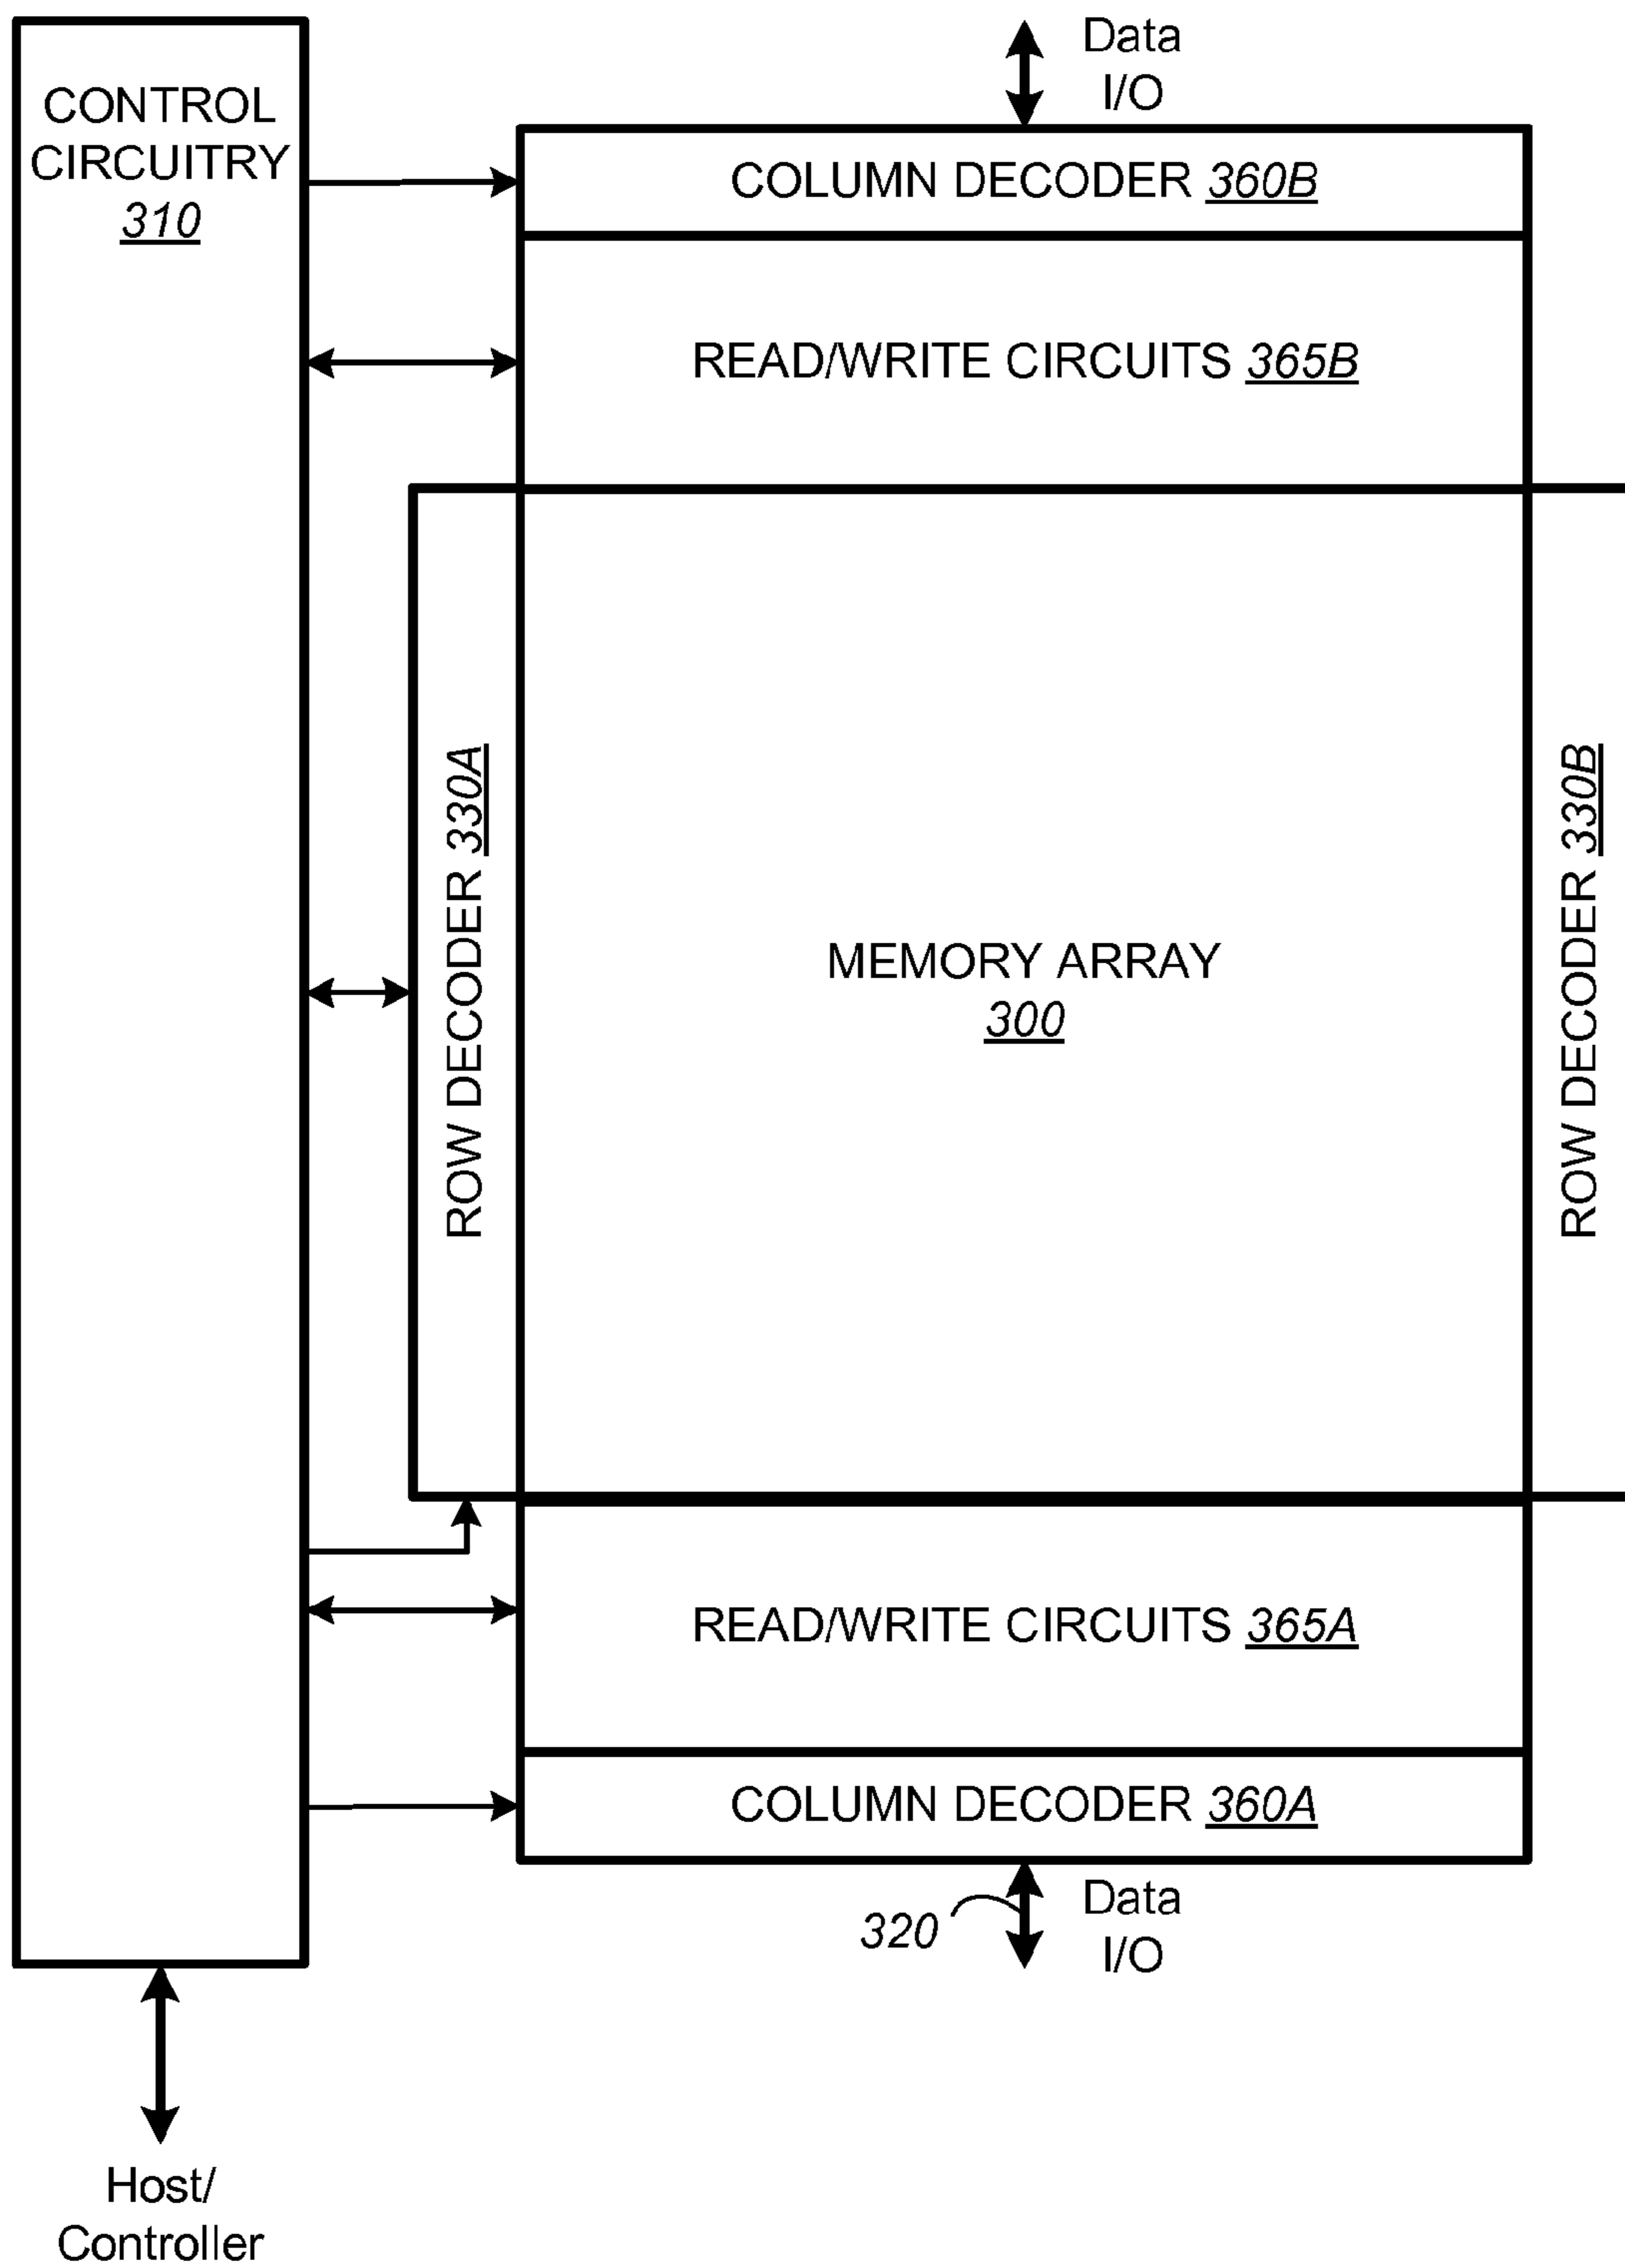 Data
I/O
CONTROL
CIRCUITRY
310
COLUMN DECODER 360B
READ/WRITE CIRCUITS 365B
ROW DECODER 330A
MEMORY ARRAY
300
ROW DECODER 330B
READ/WRITE CIRCUITS 365A
COLUMN DECODER 360A
320
Data
I/O
Host/
Controller